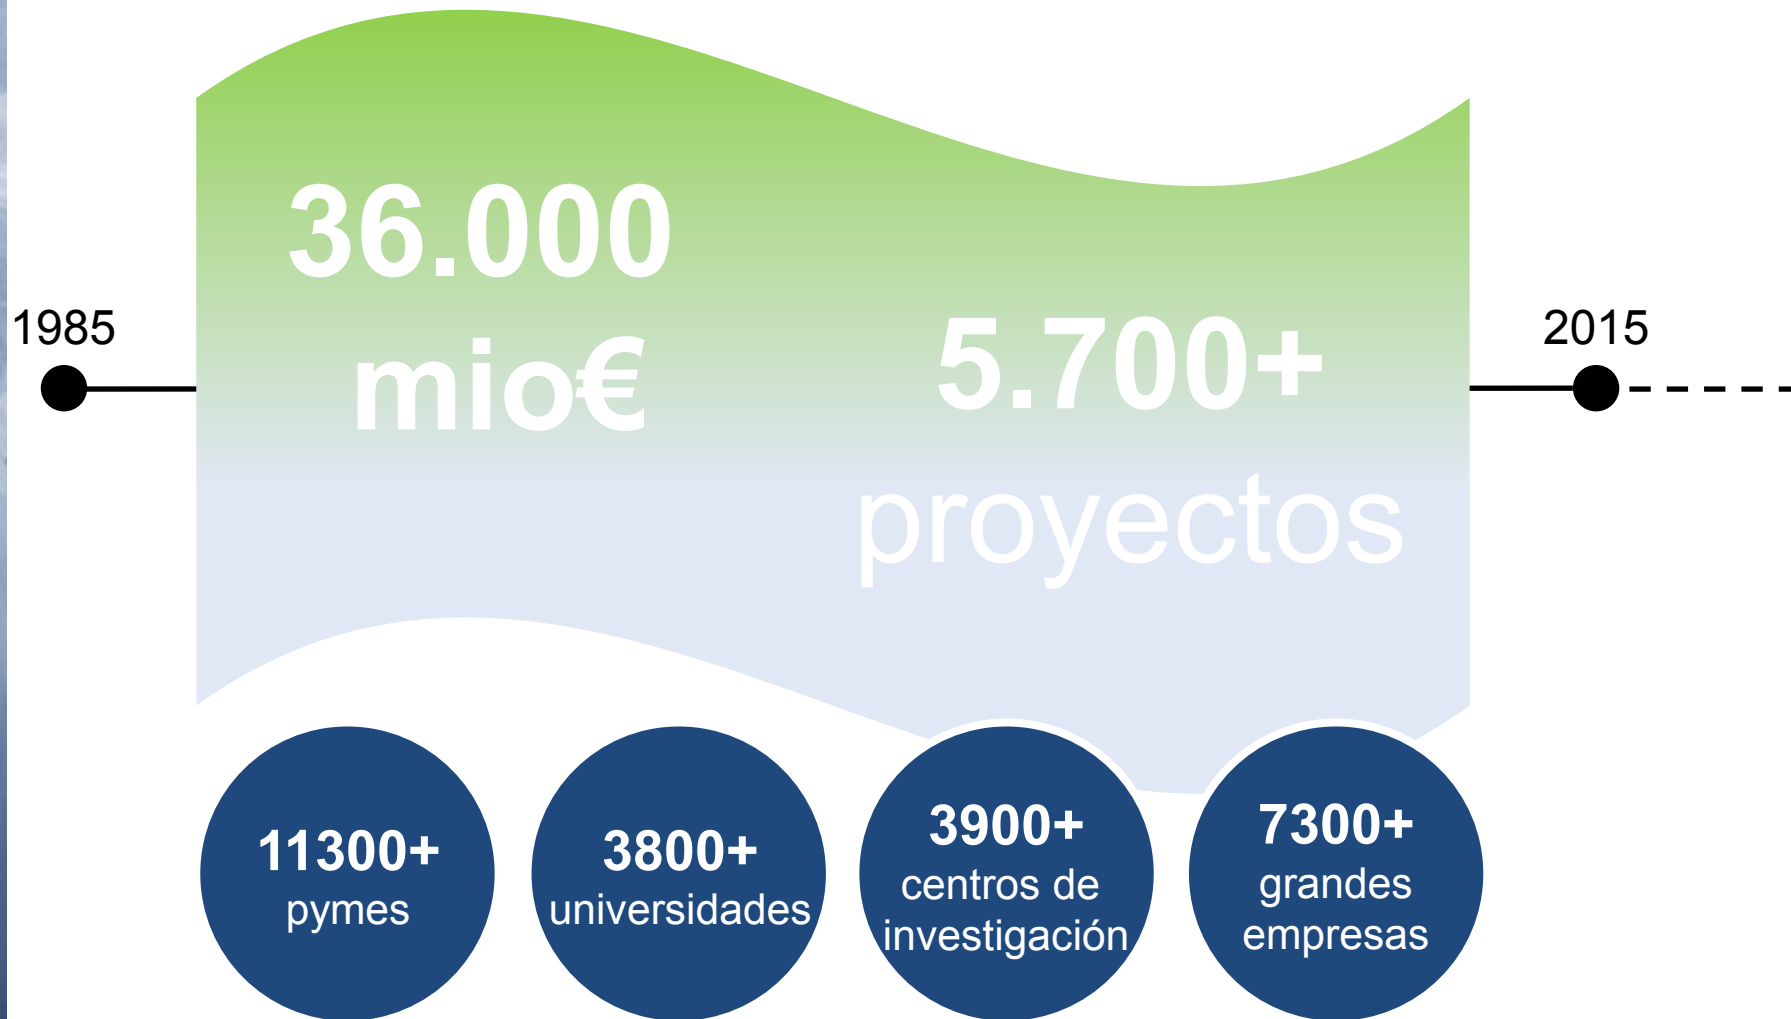 1985
36.000
mio€
5.700+
proyectos
2015
11300+
pymes
3800+
universidades
3900+
centros de
investigación
7300+
grandes
empresas